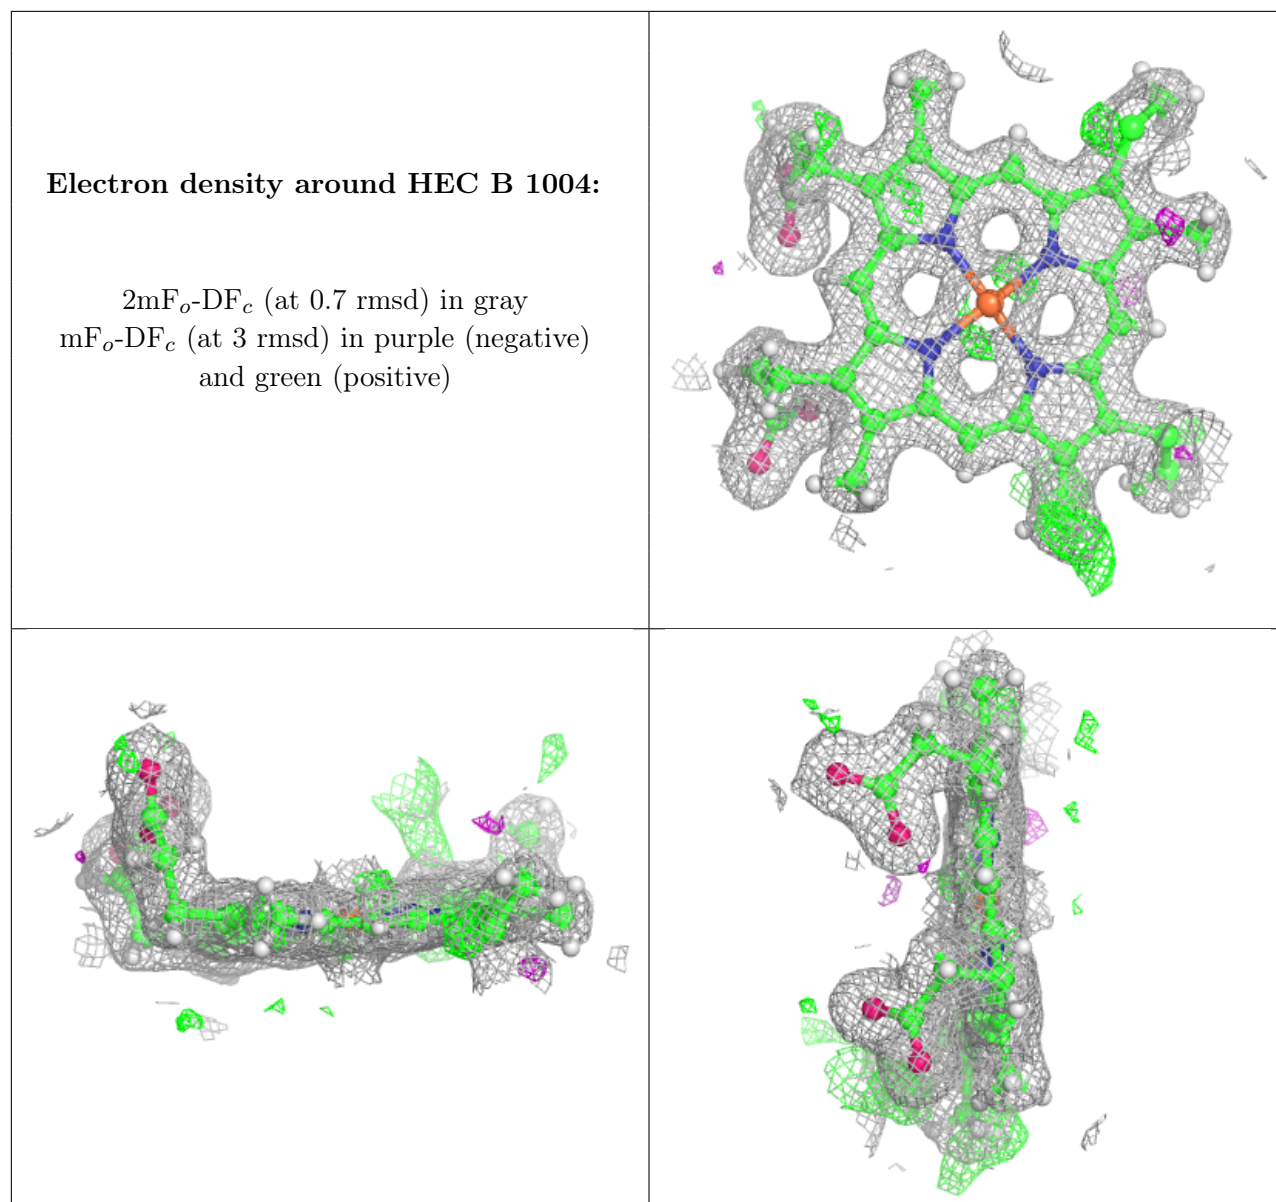 Electron density around HEC B 1004:
2mFo-DFc (at 0.7 rmsd) in gray
mFo-DFc (at 3 rmsd) in purple (negative)
and green (positive)